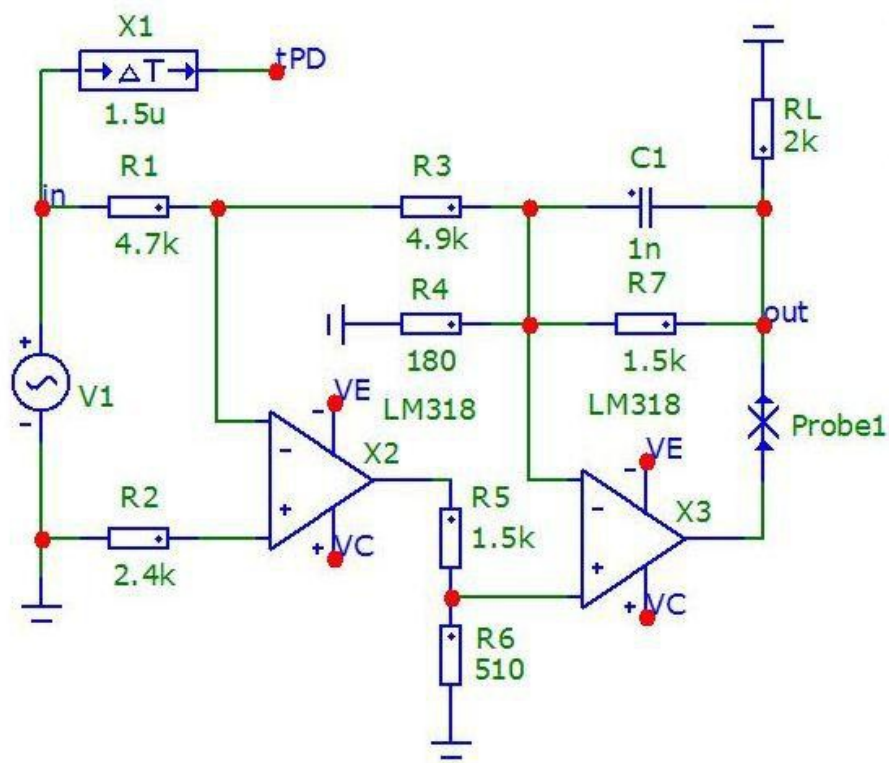 X1
tPD
1.5u
RL
2k
in
R1
4.7k
R3
4.9k
C1
1n
R4
180
R7
1.5k
out
V1
+
-
VE
LM318
LM318
VE
Probe1
-
-
X2
-
+
R2
2.4k
+
VC
R5
1.5k
-
-
X3
+
+
VC
R6
510
ΔT